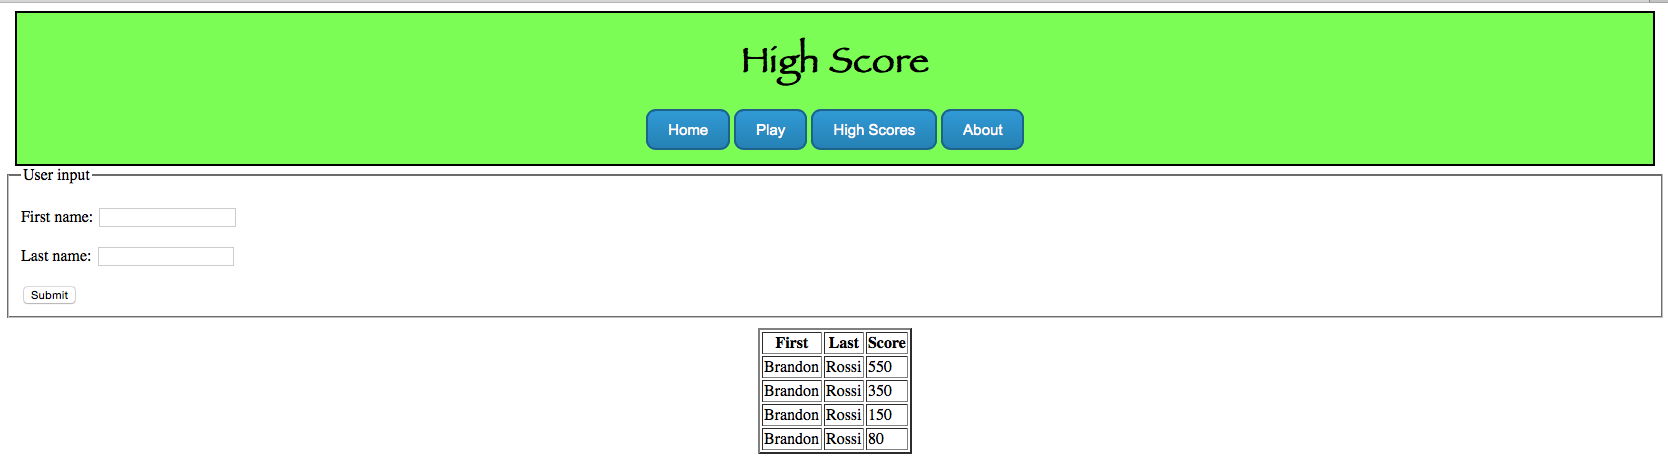 High Score
Home Play High Scores About
User input
First name:
Last name:
Submit
First Last Score
Brandon Rossi 550
Brandon Rossi 350
Brandon Rossi 150
Brandon Rossi 80